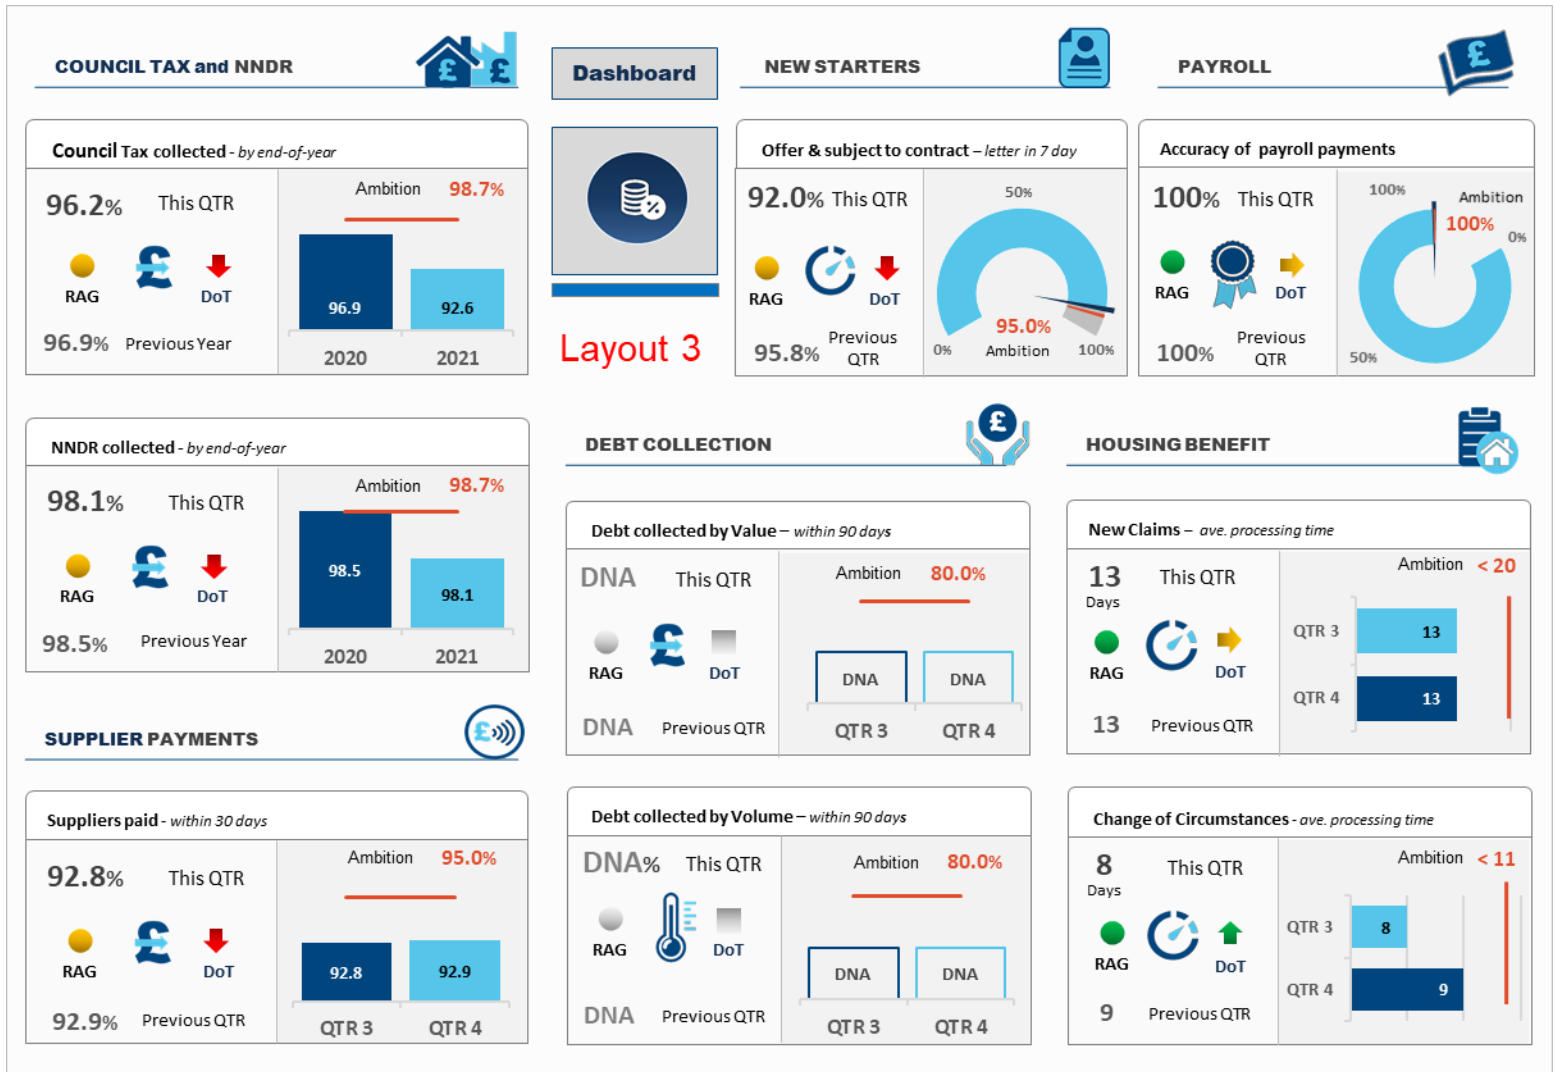 COUNCIL TAX and NNDR
Council Tax collected - by end-of-year
96.2% This QTR
RAG
DoT
96.9% Previous Year
Ambition 98.7%
96.9
92.6
2020
2021
NNDR collected - by end-of-year
98.1% This QTR
RAG
DoT
98.5% Previous Year
Ambition 98.7%
98.5
98.1
2020
2021
SUPPLIER PAYMENTS
Suppliers paid - within 30 days
92.8% This QTR
RAG
DoT
92.9% Previous QTR
Ambition 95.0%
92.8
92.9
QTR 3
QTR 4
Dashboard
Layout 3
NEW STARTERS
Offer & subject to contract – letter in 7 day
92.0% This QTR
RAG
DoT
95.8% Previous
QTR
50%
95.0%
0%
Ambition
100%
PAYROLL
Accuracy of payroll payments
100% This QTR
RAG
DoT
100% Previous
QTR
100%
Ambition
100%
0%
50%
DEBT COLLECTION
Debt collected by Value – within 90 days
DNA This QTR
RAG
DoT
DNA Previous QTR
Ambition 80.0%
DNA
DNA
QTR 3
QTR 4
Debt collected by Volume – within 90 days
DNA% This QTR
RAG
DoT
DNA Previous QTR
Ambition 80.0%
DNA
DNA
QTR 3
QTR 4
HOUSING BENEFIT
New Claims – ave. processing time
13 This QTR
Days
RAG
DoT
13 Previous QTR
Ambition < 20
QTR 3 13
QTR 4 13
Change of Circumstances - ave. processing time
8 This QTR
Days
RAG
DoT
9 Previous QTR
Ambition < 11
QTR 3 8
QTR 4 9